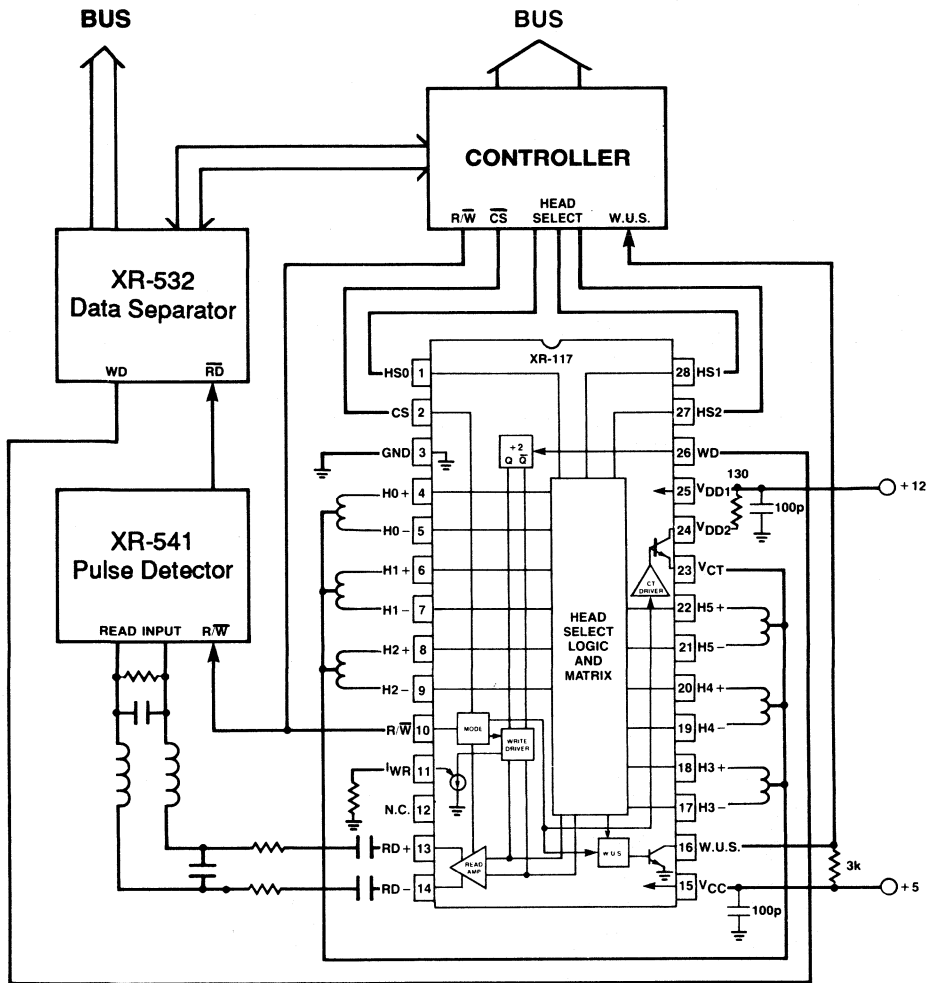 BUS
BUS
CONTROLLER
R/W̅
C̅S̅
HEAD
SELECT
W.U.S.
XR-532
Data Separator
WD
R̅D̅
XR-541
Pulse Detector
READ INPUT
R/W̅
XR-117
HS0 1
CS 2
GND 3
H0+ 4
H0- 5
H1+ 6
H1- 7
H2+ 8
H2- 9
R/W̅ 10
IWR 11
N.C. 12
RD+ 13
RD- 14
28 HS1
27 HS2
26 WD
25 VDD1
24 VDD2
23 VCT
22 H5+
21 H5-
20 H4+
19 H4-
18 H3+
17 H3-
16 W.U.S.
15 VCC
+2
Q Q̅
HEAD
SELECT
LOGIC
AND
MATRIX
CT
DRIVER
MODE
WRITE
DRIVER
READ
AMP
W.U.S
130
100p
+12
3k
+5
100p